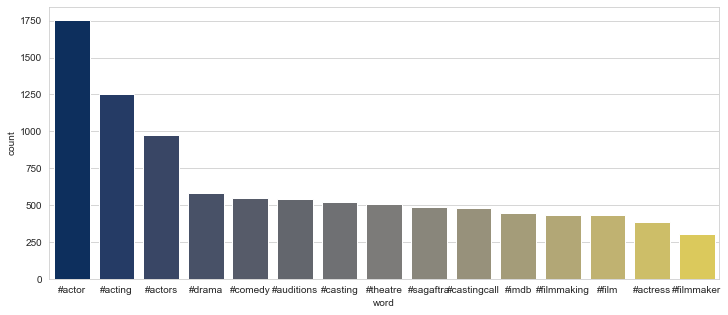 1750
1500
1250
1000
750
500
250
0
count
#actor #acting #actors #drama #comedy #auditions #casting #theatre #sagaftra #castingcall #imdb #filmmaking #film #actress #filmmaker
word